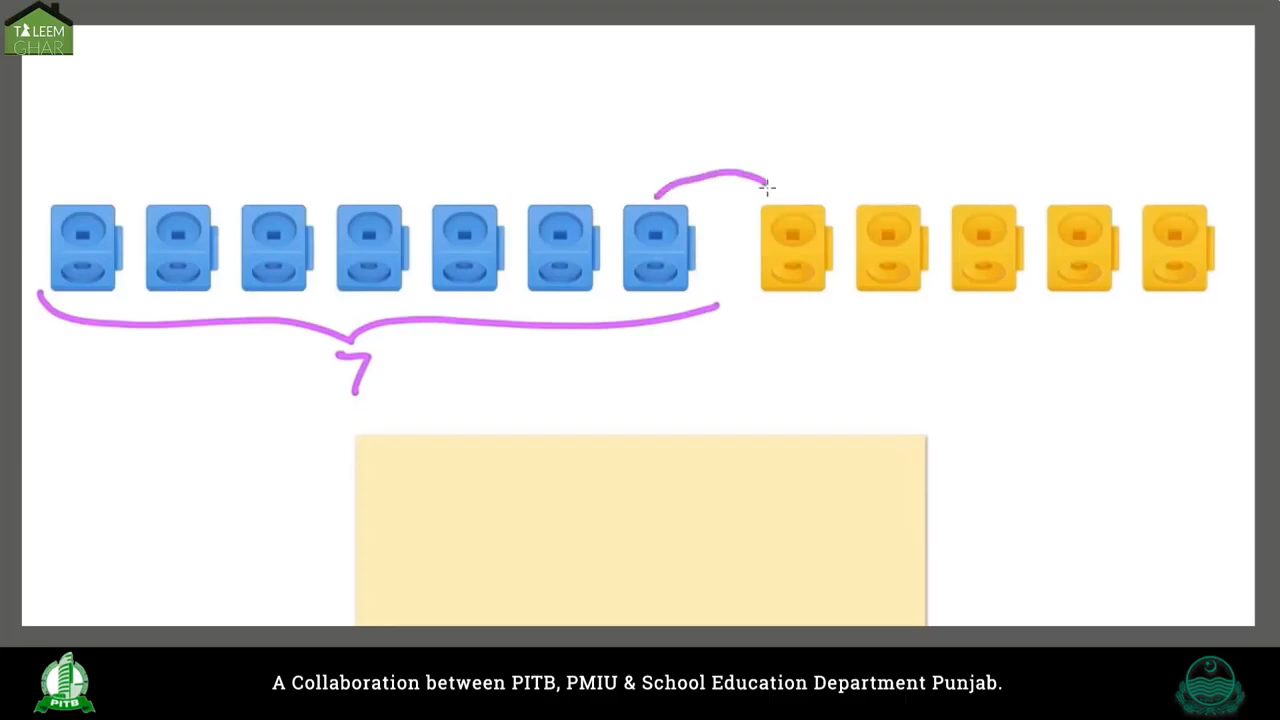 TALEEM
GHAR
7
A Collaboration between PITB, PMIU & School Education Department Punjab.
PITB